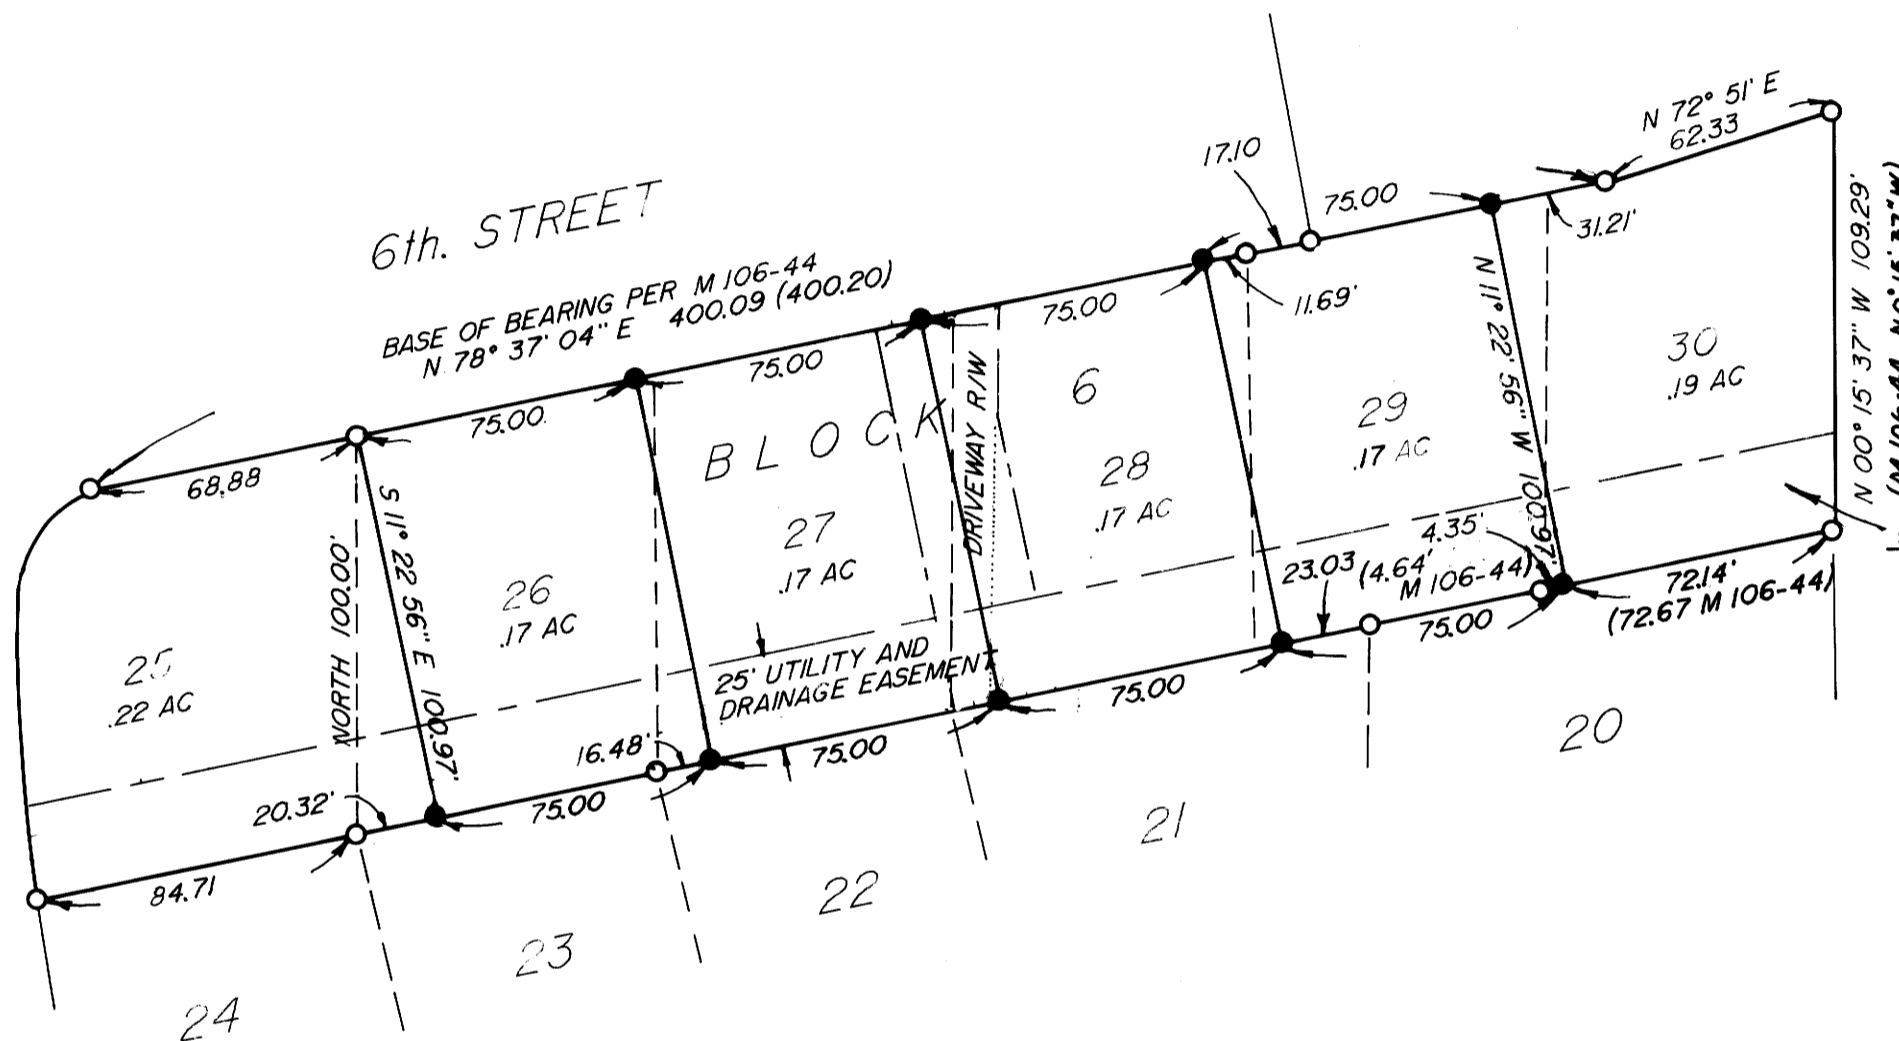 N 72° 51' E
62.33
17.10
75.00
6th. STREET
31.21'
N 00° 15' 37" W 109.29'
BASE OF BEARING PER M 106-44
N 78° 37' 04" E 400.09 (400.20)
75.00
11.69'
75.00
75.00
68.88
BLOCK 6
DRIVEWAY R/W
N 11° 22' 56" W 100.97'
30
.19 AC
29
.17 AC
28
.17 AC
27
.17 AC
26
.17 AC
25
.22 AC
NORTH 100.00'
S 11° 22' 56" E 100.97'
25' UTILITY AND
DRAINAGE EASEMENT
4.35'
23.03
(4.64'
M 106-44)
75.00
72.14'
(72.67 M 106-44)
75.00
16.48'
75.00
20.32'
75.00
84.71
20
21
22
23
24